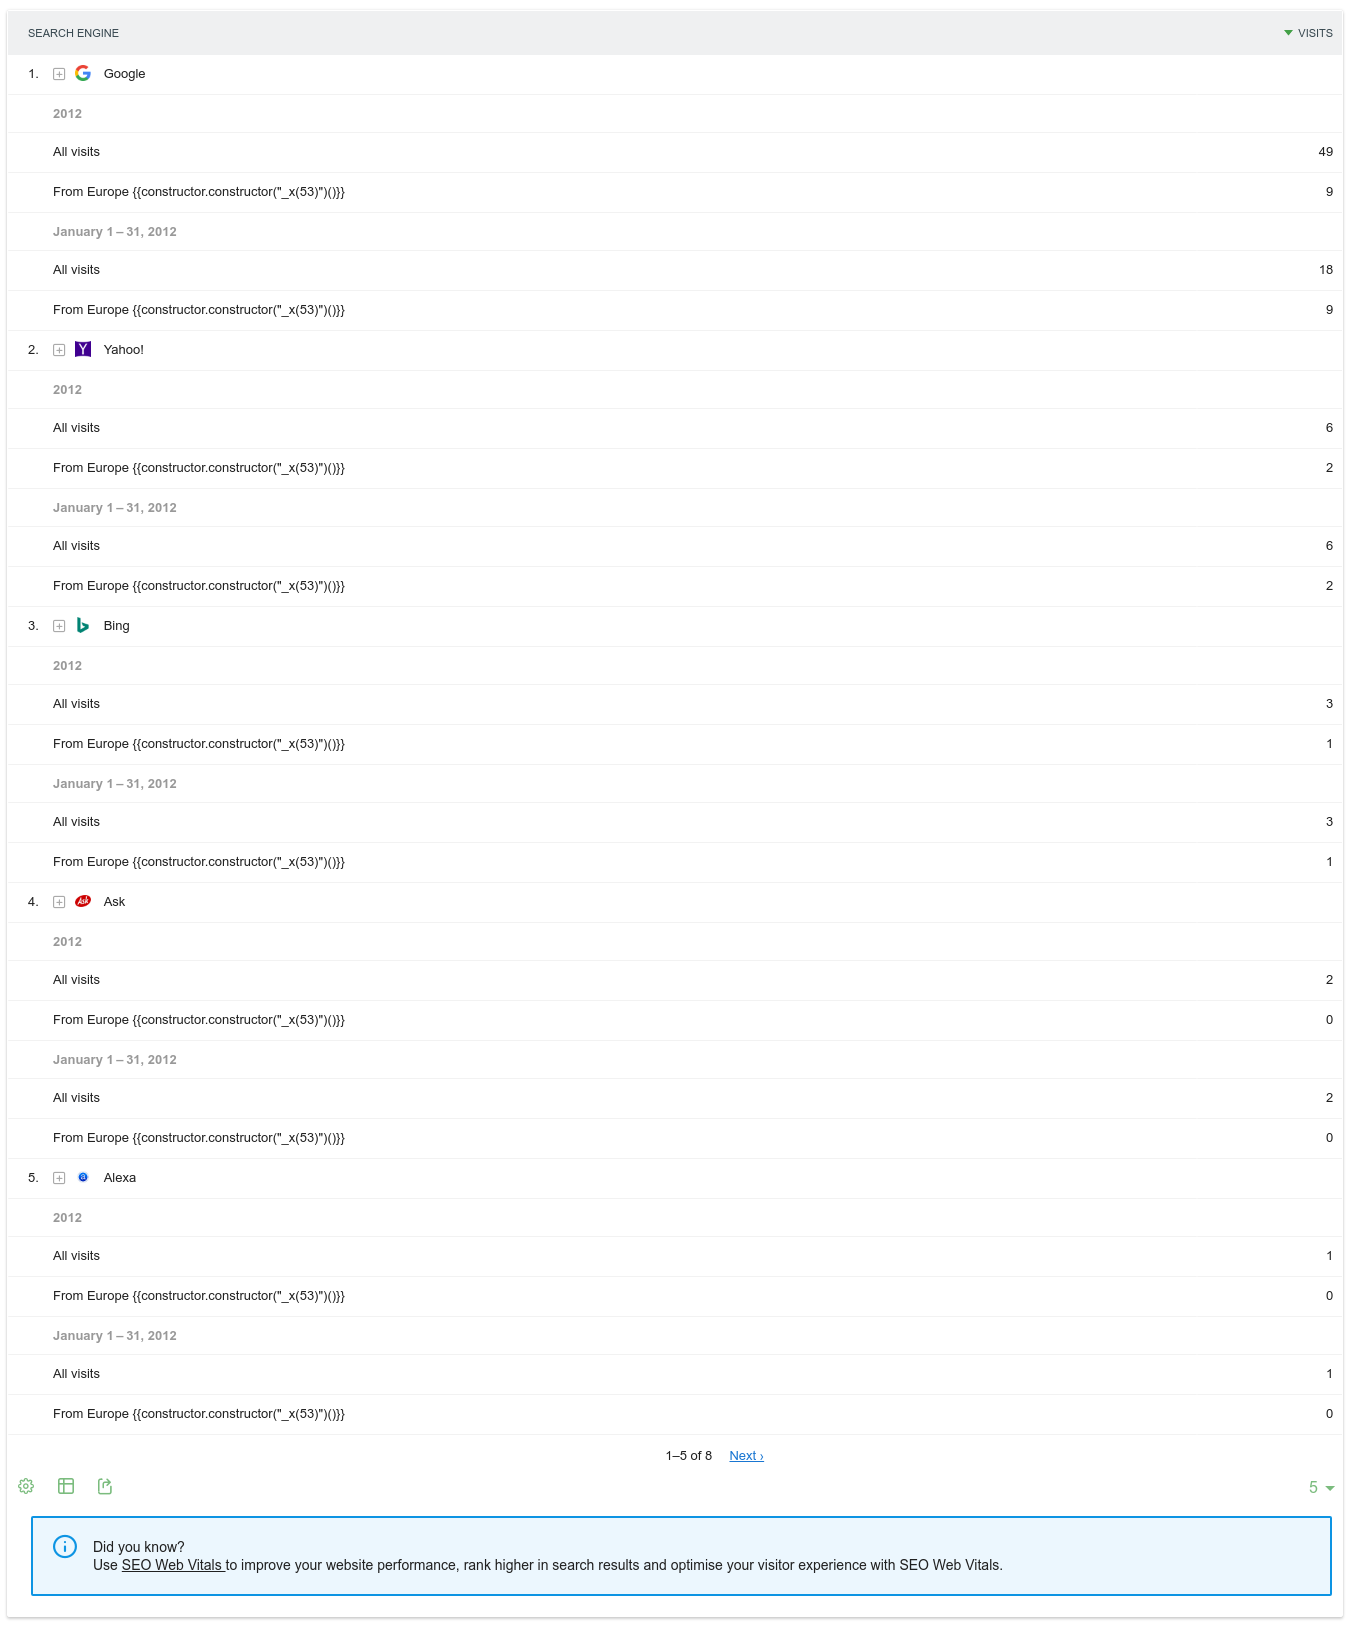 SEARCH ENGINE VISITS
1. Google
2012
All visits 49
From Europe {{constructor.constructor("_x(53)")()}} 9
January 1 – 31, 2012
All visits 18
From Europe {{constructor.constructor("_x(53)")()}} 9
2. Yahoo!
2012
All visits 6
From Europe {{constructor.constructor("_x(53)")()}} 2
January 1 – 31, 2012
All visits 6
From Europe {{constructor.constructor("_x(53)")()}} 2
3. Bing
2012
All visits 3
From Europe {{constructor.constructor("_x(53)")()}} 1
January 1 – 31, 2012
All visits 3
From Europe {{constructor.constructor("_x(53)")()}} 1
4. Ask
2012
All visits 2
From Europe {{constructor.constructor("_x(53)")()}} 0
January 1 – 31, 2012
All visits 2
From Europe {{constructor.constructor("_x(53)")()}} 0
5. Alexa
2012
All visits 1
From Europe {{constructor.constructor("_x(53)")()}} 0
January 1 – 31, 2012
All visits 1
From Europe {{constructor.constructor("_x(53)")()}} 0
1–5 of 8 Next ›
5
Did you know?
Use SEO Web Vitals to improve your website performance, rank higher in search results and optimise your visitor experience with SEO Web Vitals.